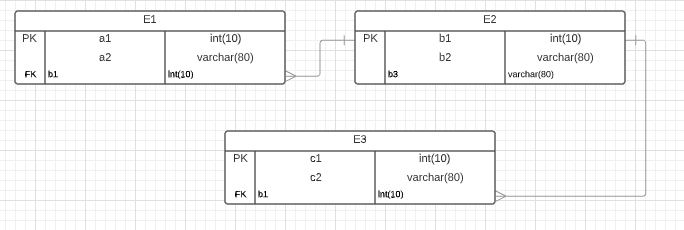 E1
PK a1 int(10)
a2 varchar(80)
FK b1 Int(10)
E2
PK b1 int(10)
b2 varchar(80)
b3 varchar(80)
E3
PK c1 int(10)
c2 varchar(80)
FK b1 Int(10)